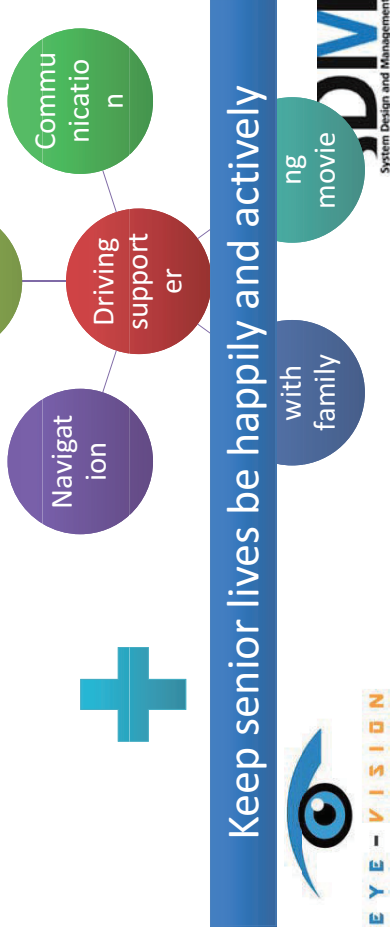 Commu
nicatio
n
Driving
support
er
Navigat
ion
Keep senior lives be happily and actively
ng
movie
with
family
EYE-VISION
SDM
System Design and Management